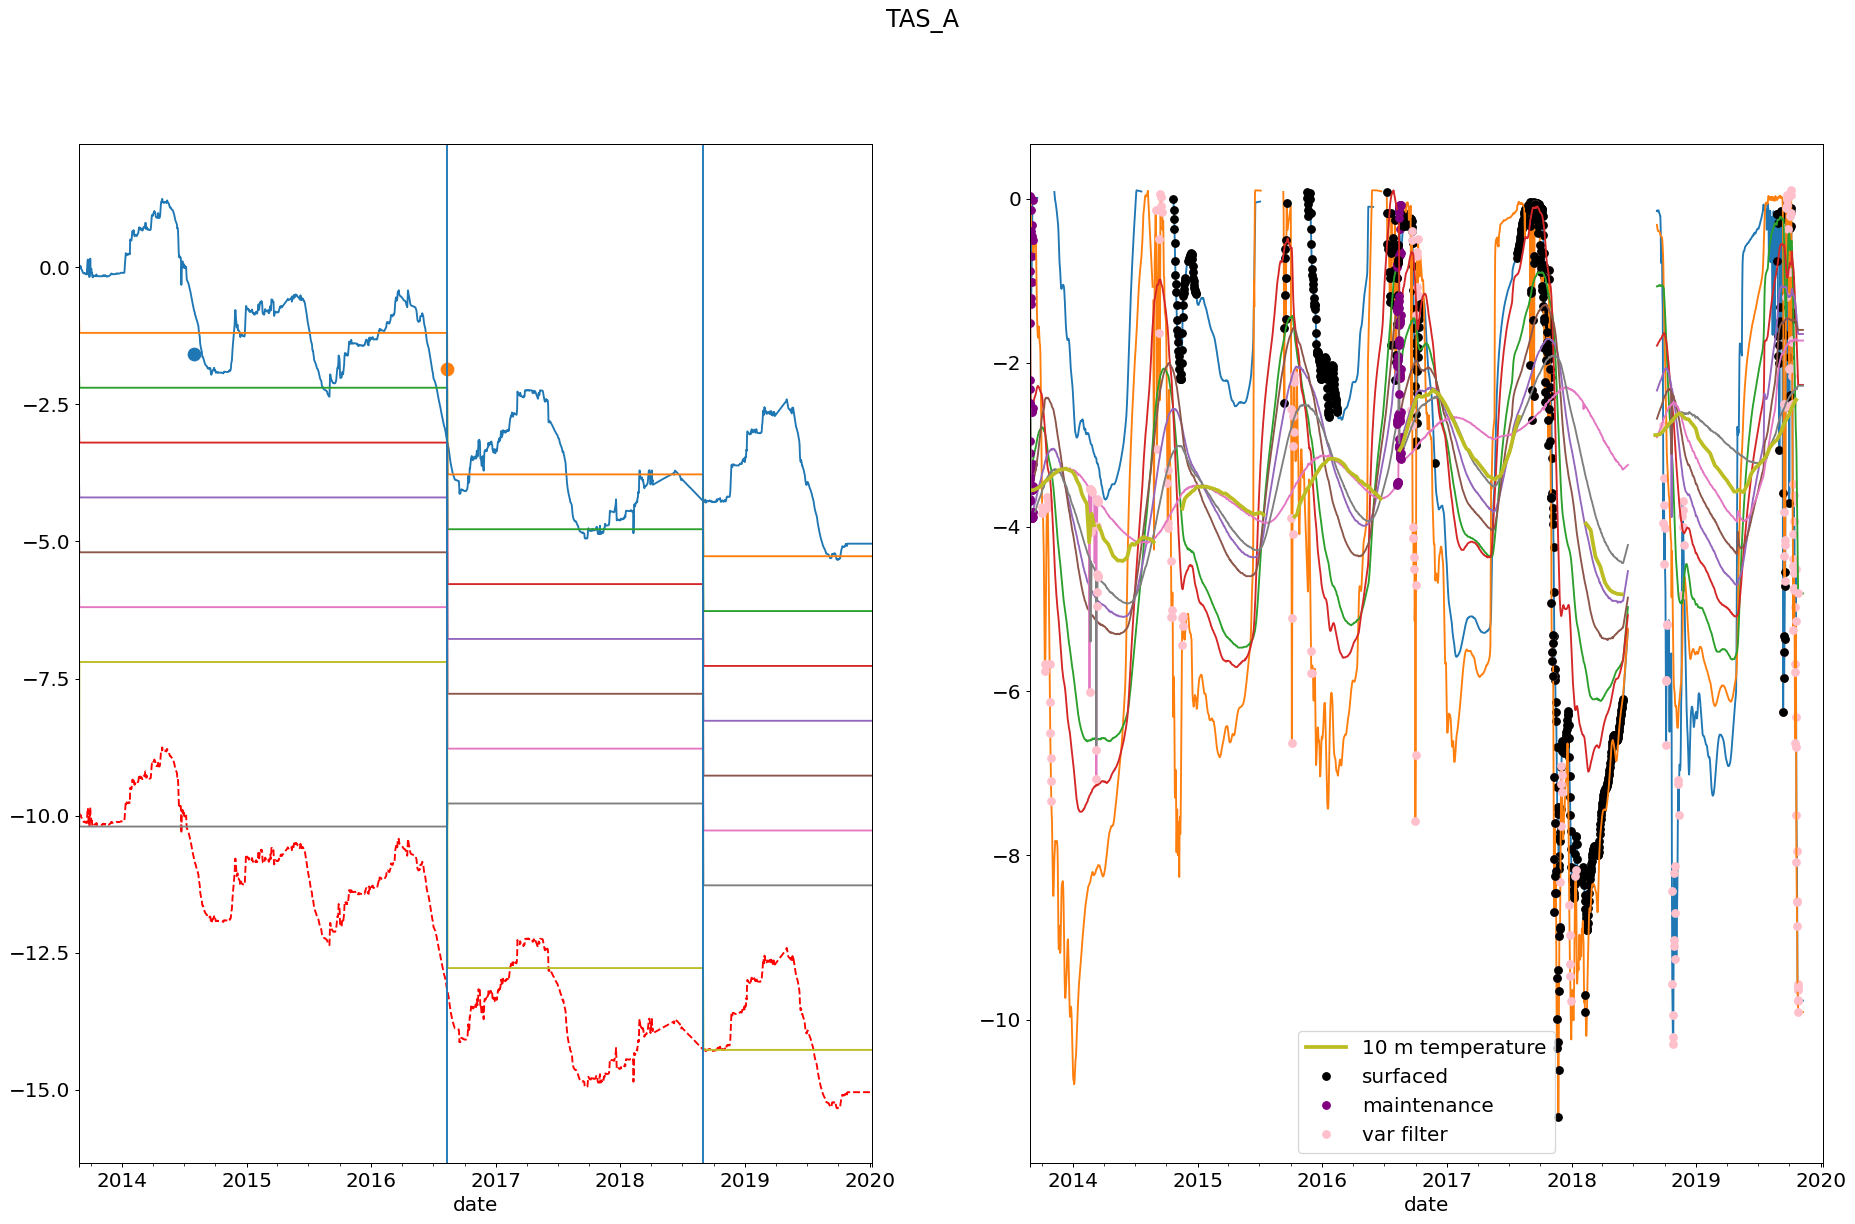 TAS_A
0.0
−2.5
−5.0
−7.5
−10.0
−12.5
−15.0
2014 2015 2016 2017 2018 2019 2020
date
0
−2
−4
−6
−8
−10
10 m temperature
surfaced
maintenance
var filter
2014 2015 2016 2017 2018 2019 2020
date